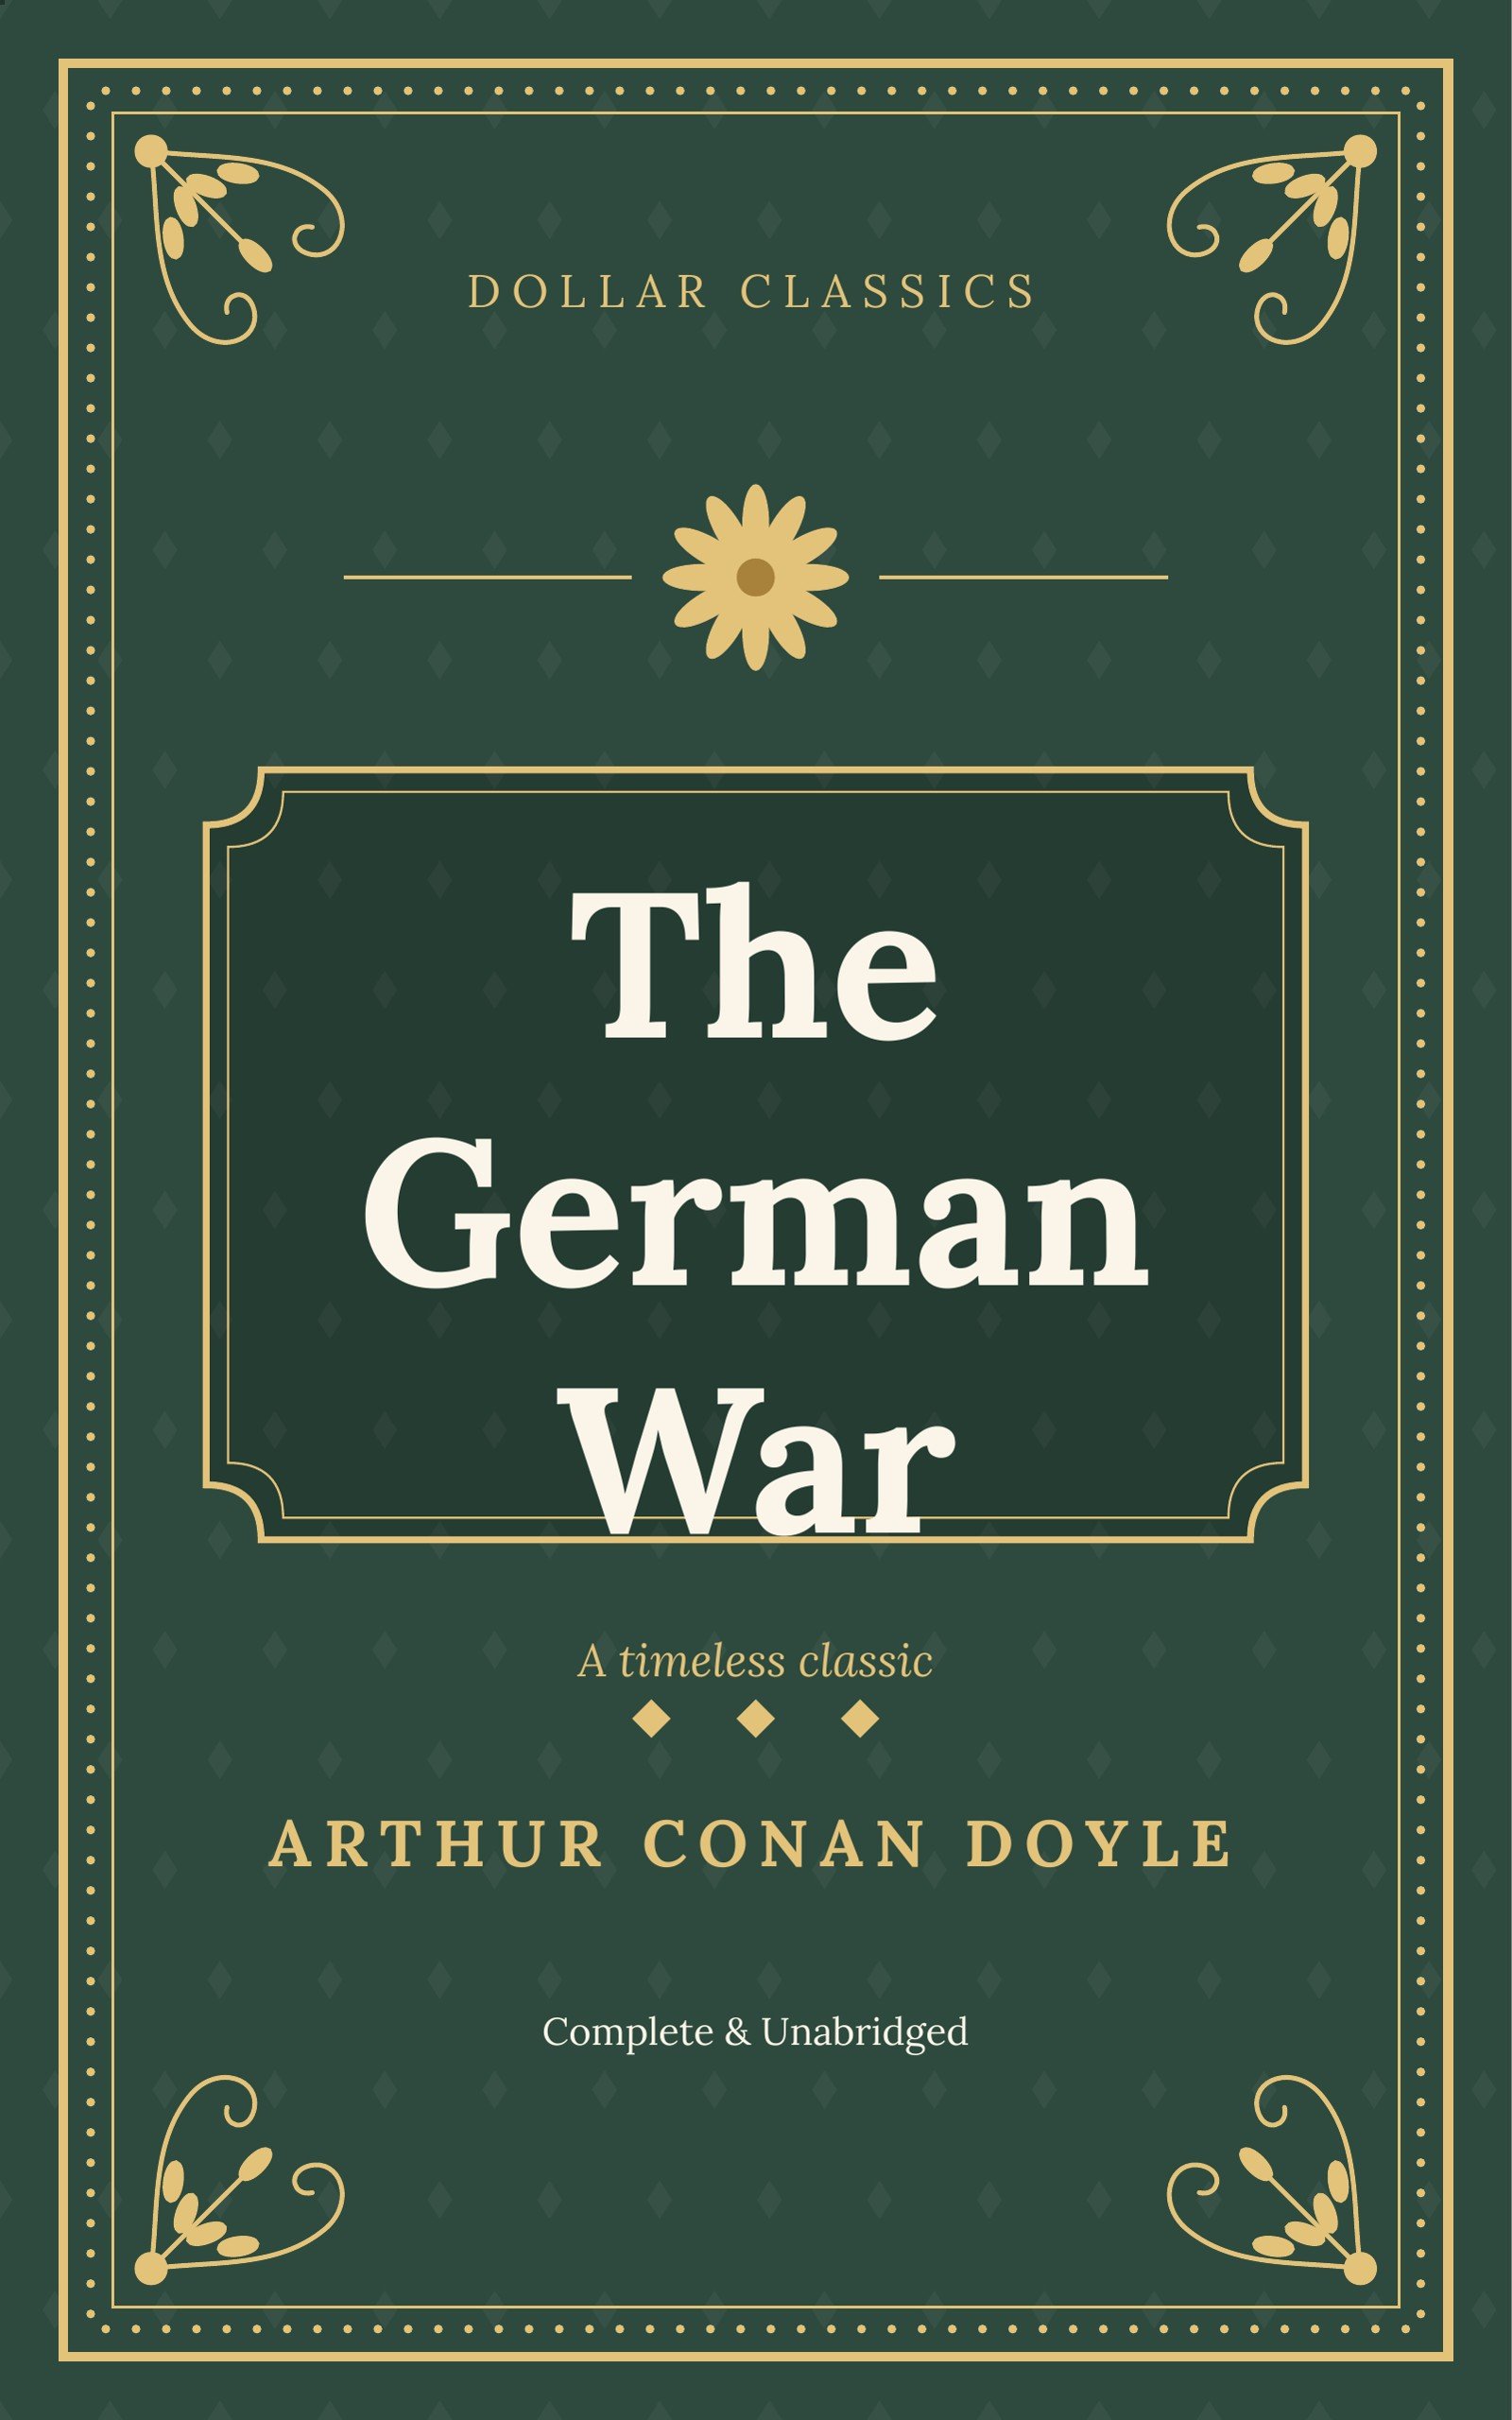 DOLLAR CLASSICS
The
German
War
A timeless classic
ARTHUR CONAN DOYLE
Complete & Unabridged